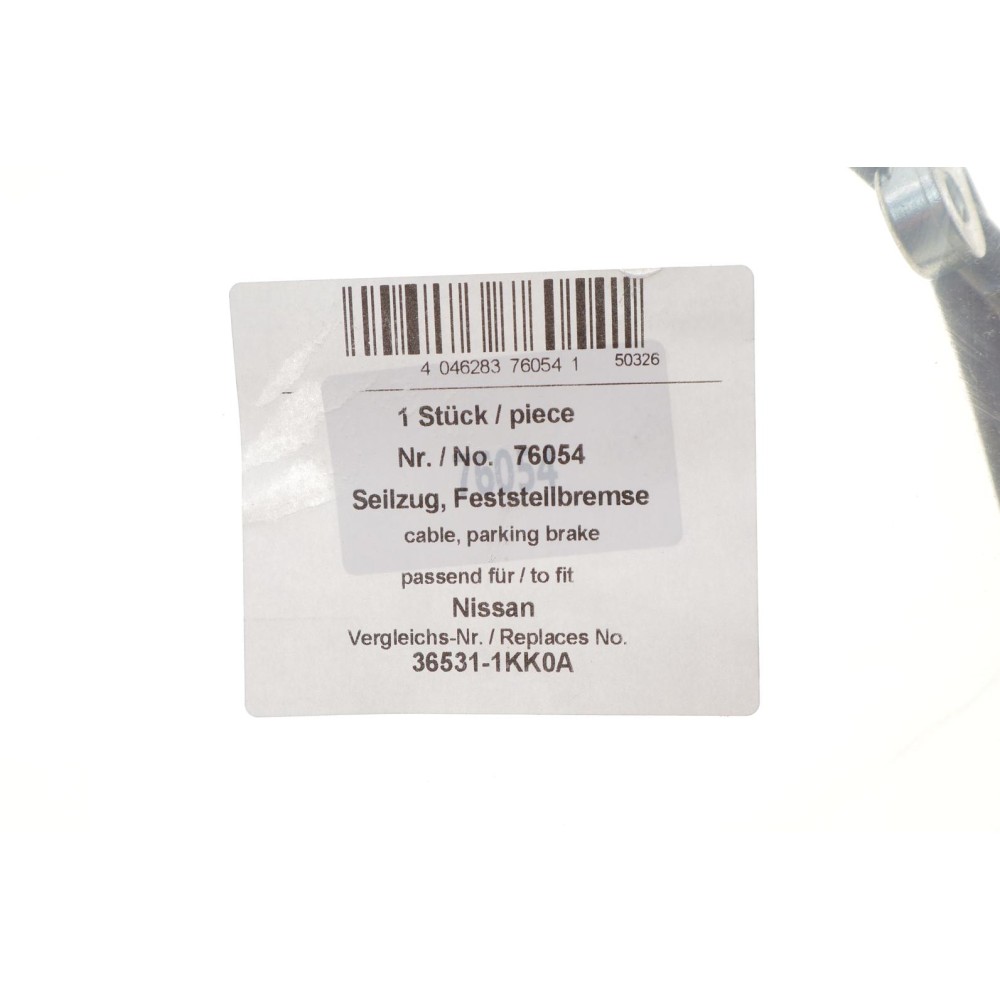 4 046283 76054 1 50326
1 Stück / piece
Nr. / No. 76054
76054
Seilzug, Feststellbremse
cable, parking brake
passend für / to fit
Nissan
Vergleichs-Nr. / Replaces No.
36531-1KK0A